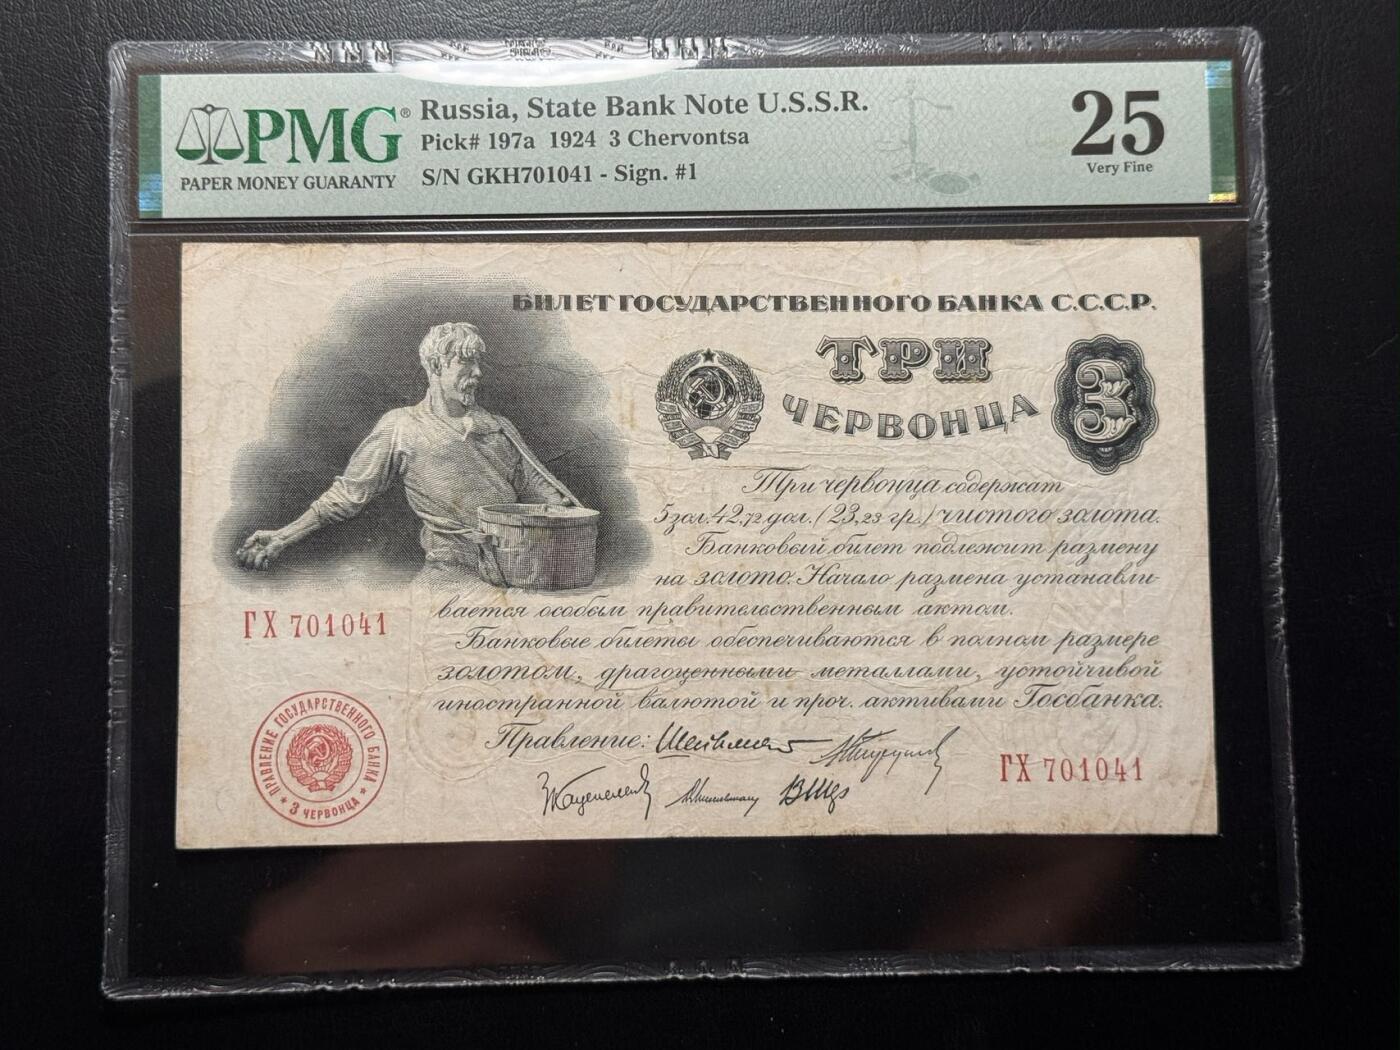 PMG®
PAPER MONEY GUARANTY
Russia, State Bank Note U.S.S.R.
Pick# 197a 1924 3 Chervontsa
S/N GKH701041 - Sign. #1
25
Very Fine
БИЛЕТ ГОСУДАРСТВЕННОГО БАНКА С.С.С.Р.
ТРИ
ЧЕРВОНЦА
3
Три червонца содержат
5 зол. 42,72 дол. (23,23 гр.) чистого золота.
Банковый билет подлежит размену
на золото. Начало размена устанавли-
вается особым правительственным актом.
Банковые билеты обеспечиваются в полном размере
золотом, драгоценными металлами, устойчивой
иностранной валютой и проч. активами Госбанка.
Правление:
ГХ 701041
ПРАВЛЕНИЕ ГОСУДАРСТВЕННОГО БАНКА
3 ЧЕРВОНЦА
ГХ 701041